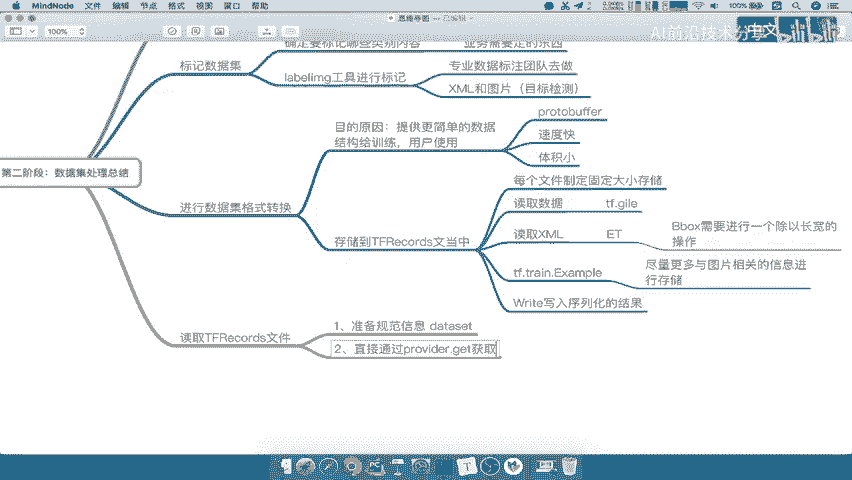 MindNode 文件 编辑 节点 格式 视图 窗口 帮助
100%
思维导图 — 已编辑
100%
AI前沿技术分享
中文
bilibili
确定要标记哪些类别内容
业务需要定的东西
标记数据集
labelimg工具进行标记
专业数据标注团队去做
XML和图片（目标检测）
目的原因：提供更简单的数据
结构给训练，用户使用
protobuffer
速度快
体积小
第二阶段：数据集处理总结
进行数据集格式转换
每个文件制定固定大小存储
读取数据 tf.gile
存储到TFRecords文当中
读取XML ET
Bbox需要进行一个除以长宽的
操作
tf.train.Example
尽量更多与图片相关的信息进
行存储
Write写入序列化的结果
读取TFRecords文件
1、准备规范信息 dataset
2、直接通过provider.get获取